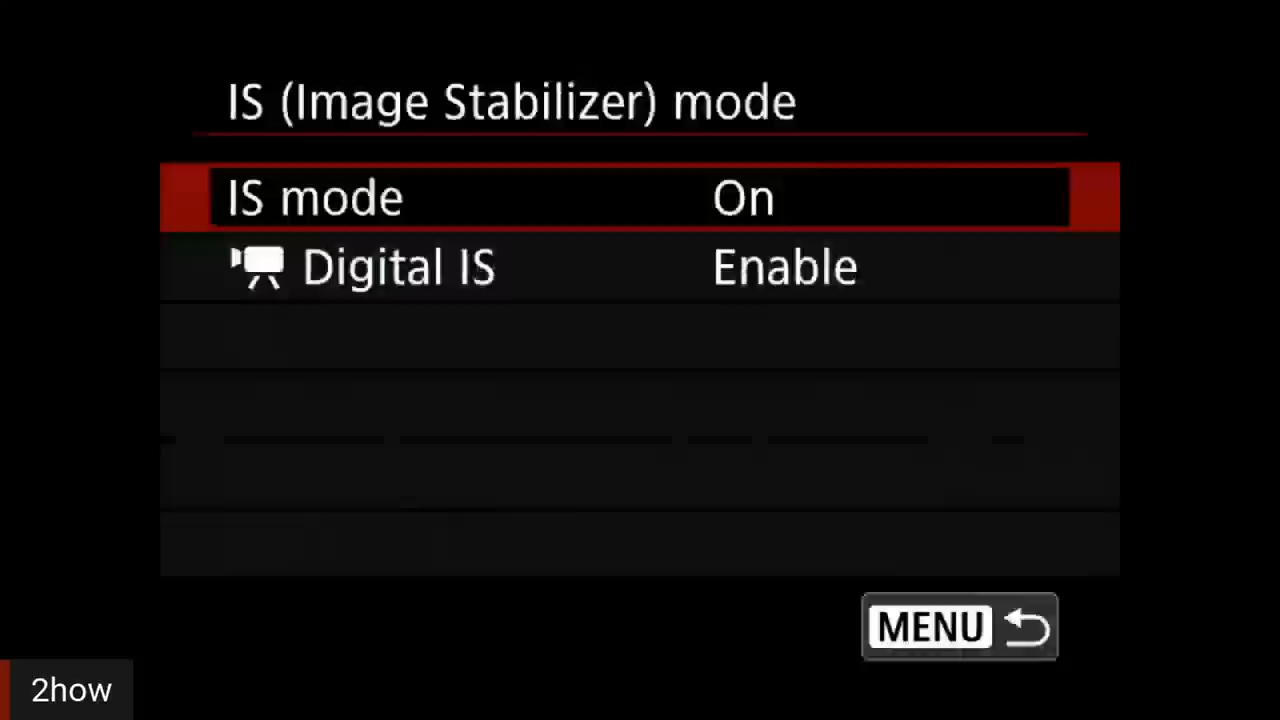 IS (Image Stabilizer) mode
IS mode On
Digital IS Enable
MENU
2how